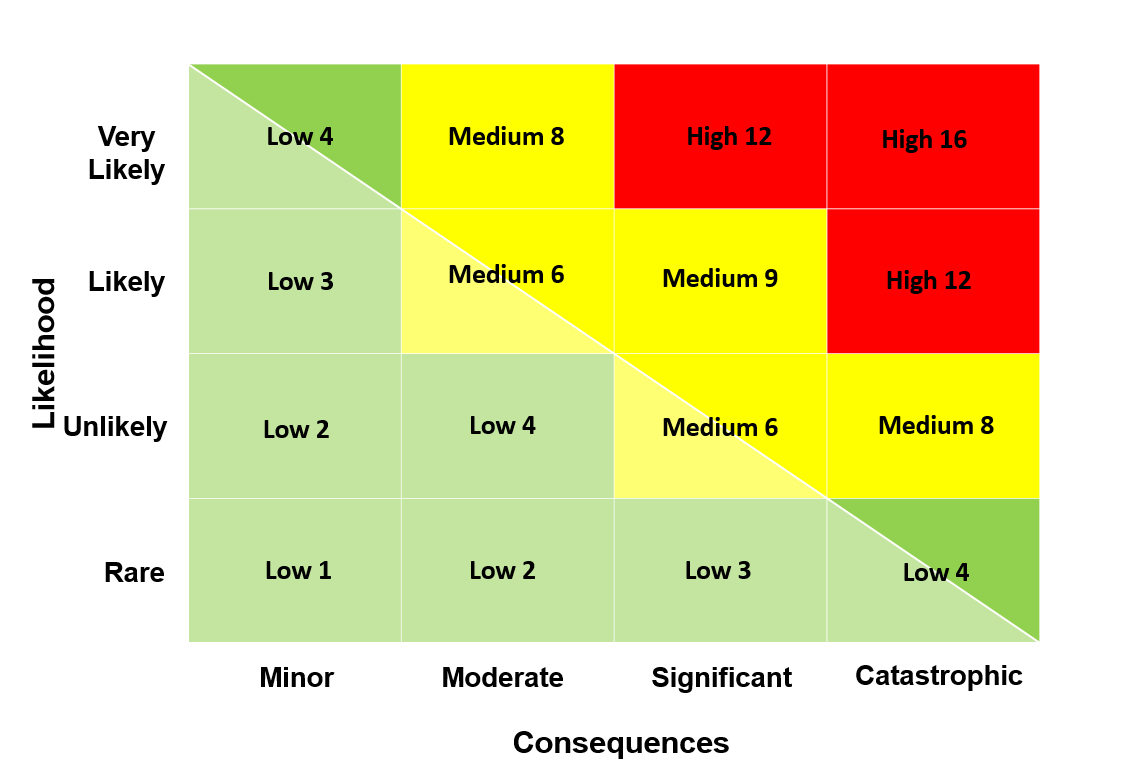 Very
Likely
Low 4
Medium 8
High 12
High 16
Likely
Low 3
Medium 6
Medium 9
High 12
Likelihood
Unlikely
Low 2
Low 4
Medium 6
Medium 8
Rare
Low 1
Low 2
Low 3
Low 4
Minor
Moderate
Significant
Catastrophic
Consequences